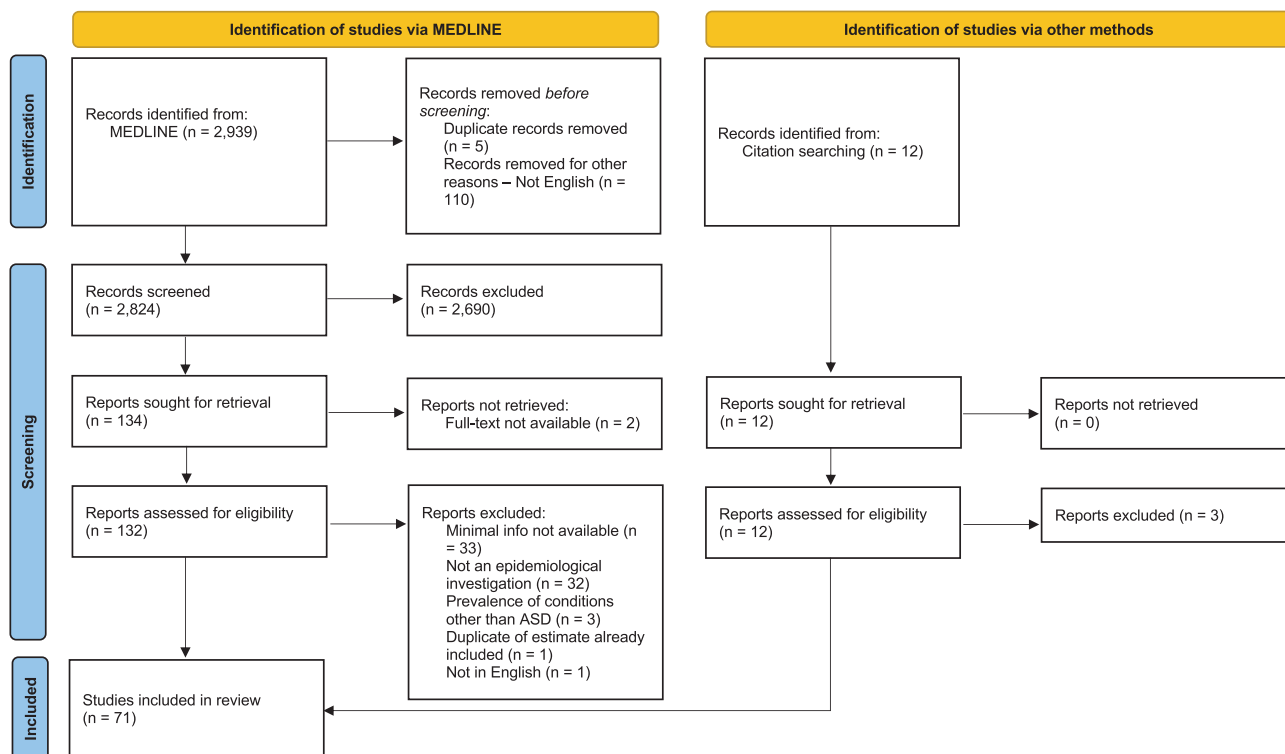 Identification of studies via MEDLINE
Identification of studies via other methods
Identification
Records identified from:
MEDLINE (n = 2,939)
Records removed before
screening:
Duplicate records removed
(n = 5)
Records removed for other
reasons – Not English (n =
110)
Records identified from:
Citation searching (n = 12)
Screening
Records screened
(n = 2,824)
Records excluded
(n = 2,690)
Reports sought for retrieval
(n = 134)
Reports not retrieved:
Full-text not available (n = 2)
Reports sought for retrieval
(n = 12)
Reports not retrieved
(n = 0)
Reports assessed for eligibility
(n = 132)
Reports excluded:
Minimal info not available (n
= 33)
Not an epidemiological
investigation (n = 32)
Prevalence of conditions
other than ASD (n = 3)
Duplicate of estimate already
included (n = 1)
Not in English (n = 1)
Reports assessed for eligibility
(n = 12)
Reports excluded (n = 3)
Included
Studies included in review
(n = 71)